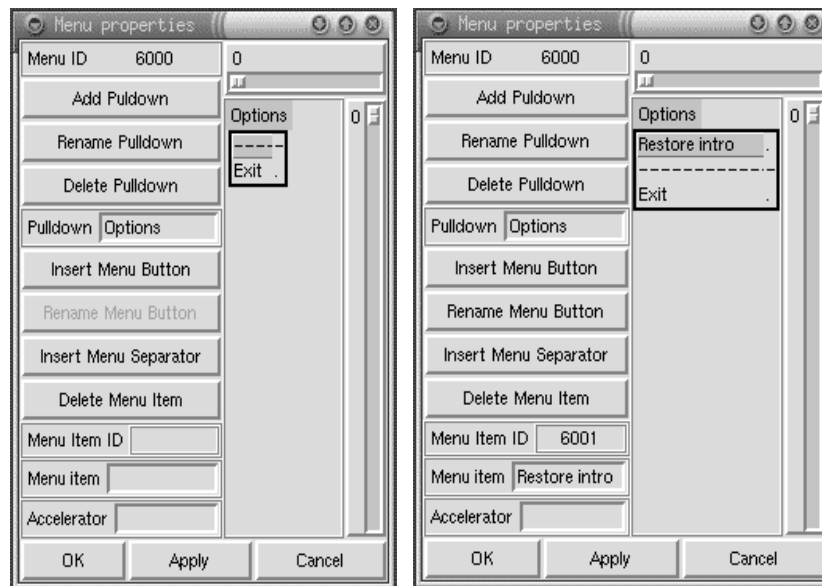 Menu properties
Menu ID 6000
0
Add Puldown
Options
0
Rename Pulldown
------
Delete Pulldown
Exit .
Pulldown Options
Insert Menu Button
Rename Menu Button
Insert Menu Separator
Delete Menu Item
Menu Item ID
Menu item
Accelerator
OK Apply Cancel
Menu properties
Menu ID 6000
0
Add Puldown
Options
0
Rename Pulldown
Restore intro .
--------------
Delete Pulldown
Exit .
Pulldown Options
Insert Menu Button
Rename Menu Button
Insert Menu Separator
Delete Menu Item
Menu Item ID 6001
Menu item Restore intro
Accelerator
OK Apply Cancel